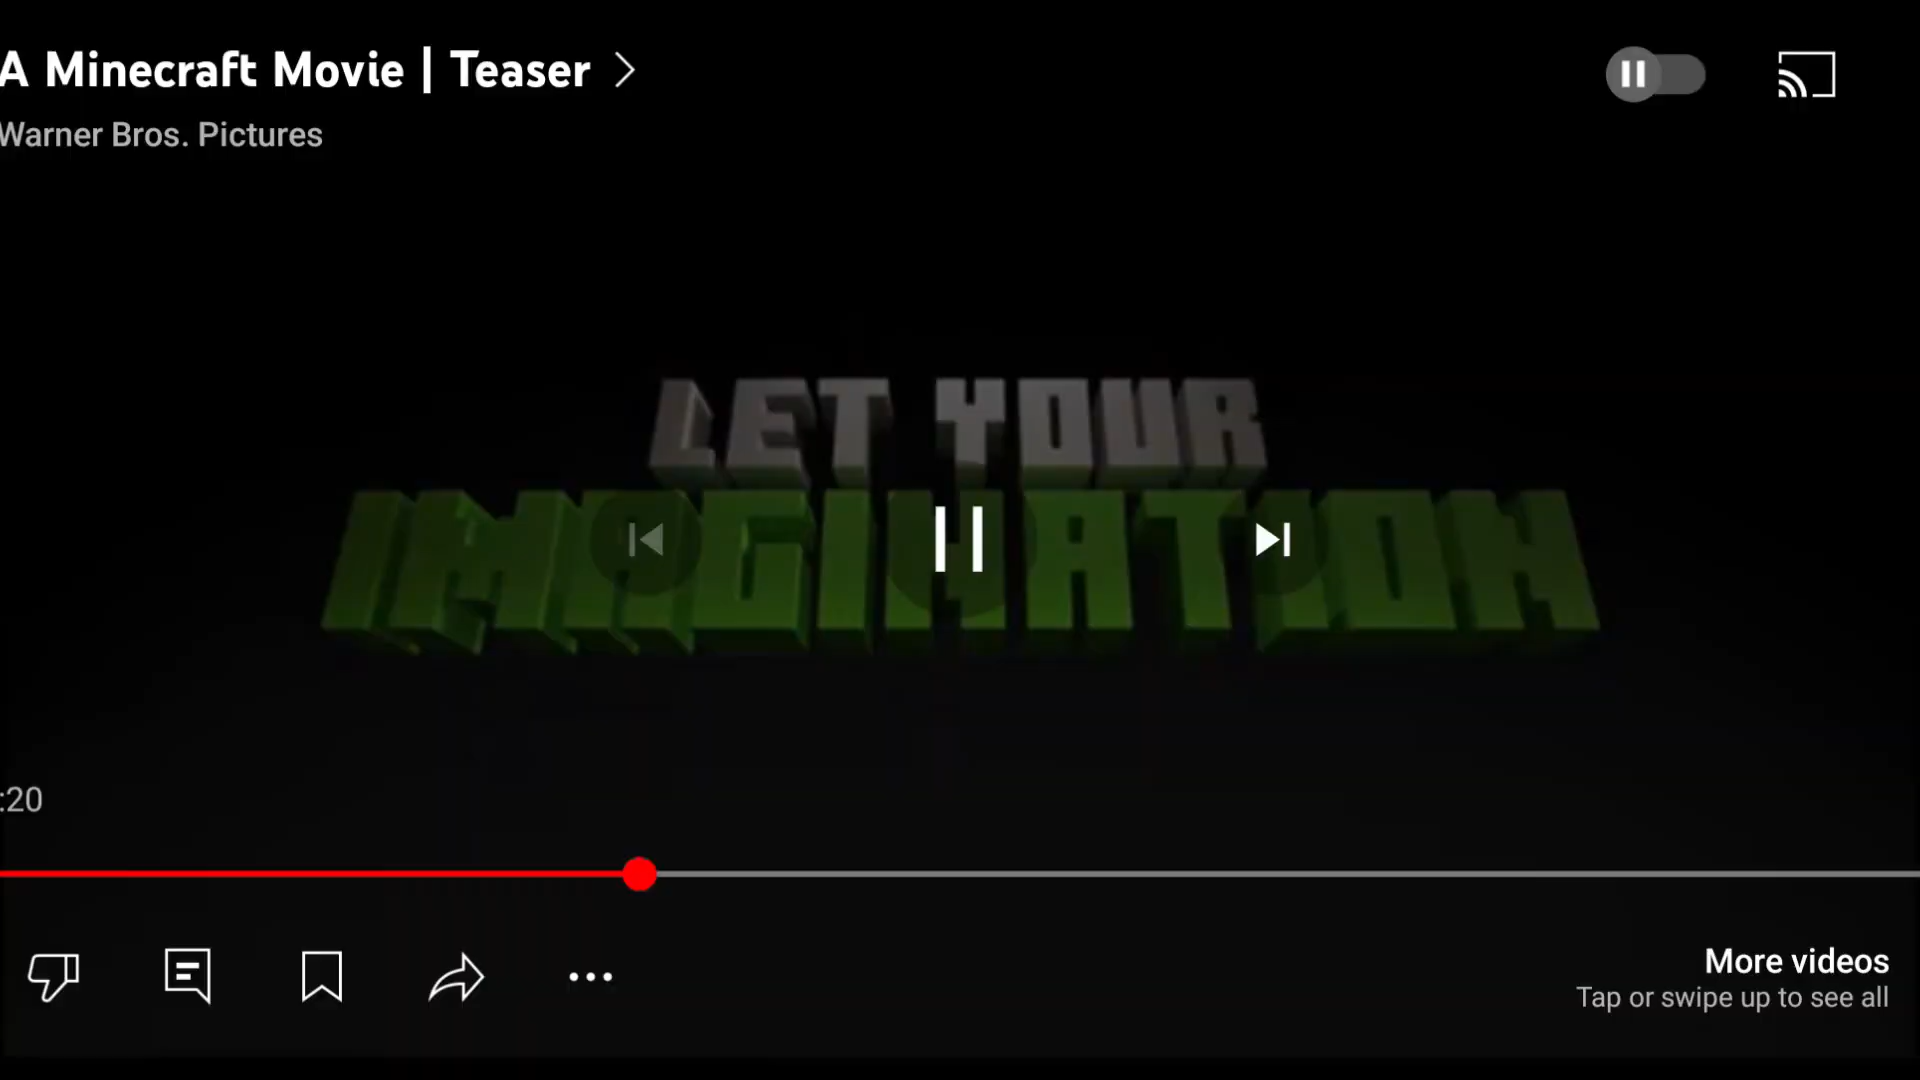 A Minecraft Movie | Teaser
Warner Bros. Pictures
LET YOUR
IMAGINATION
:20
More videos
Tap or swipe up to see all